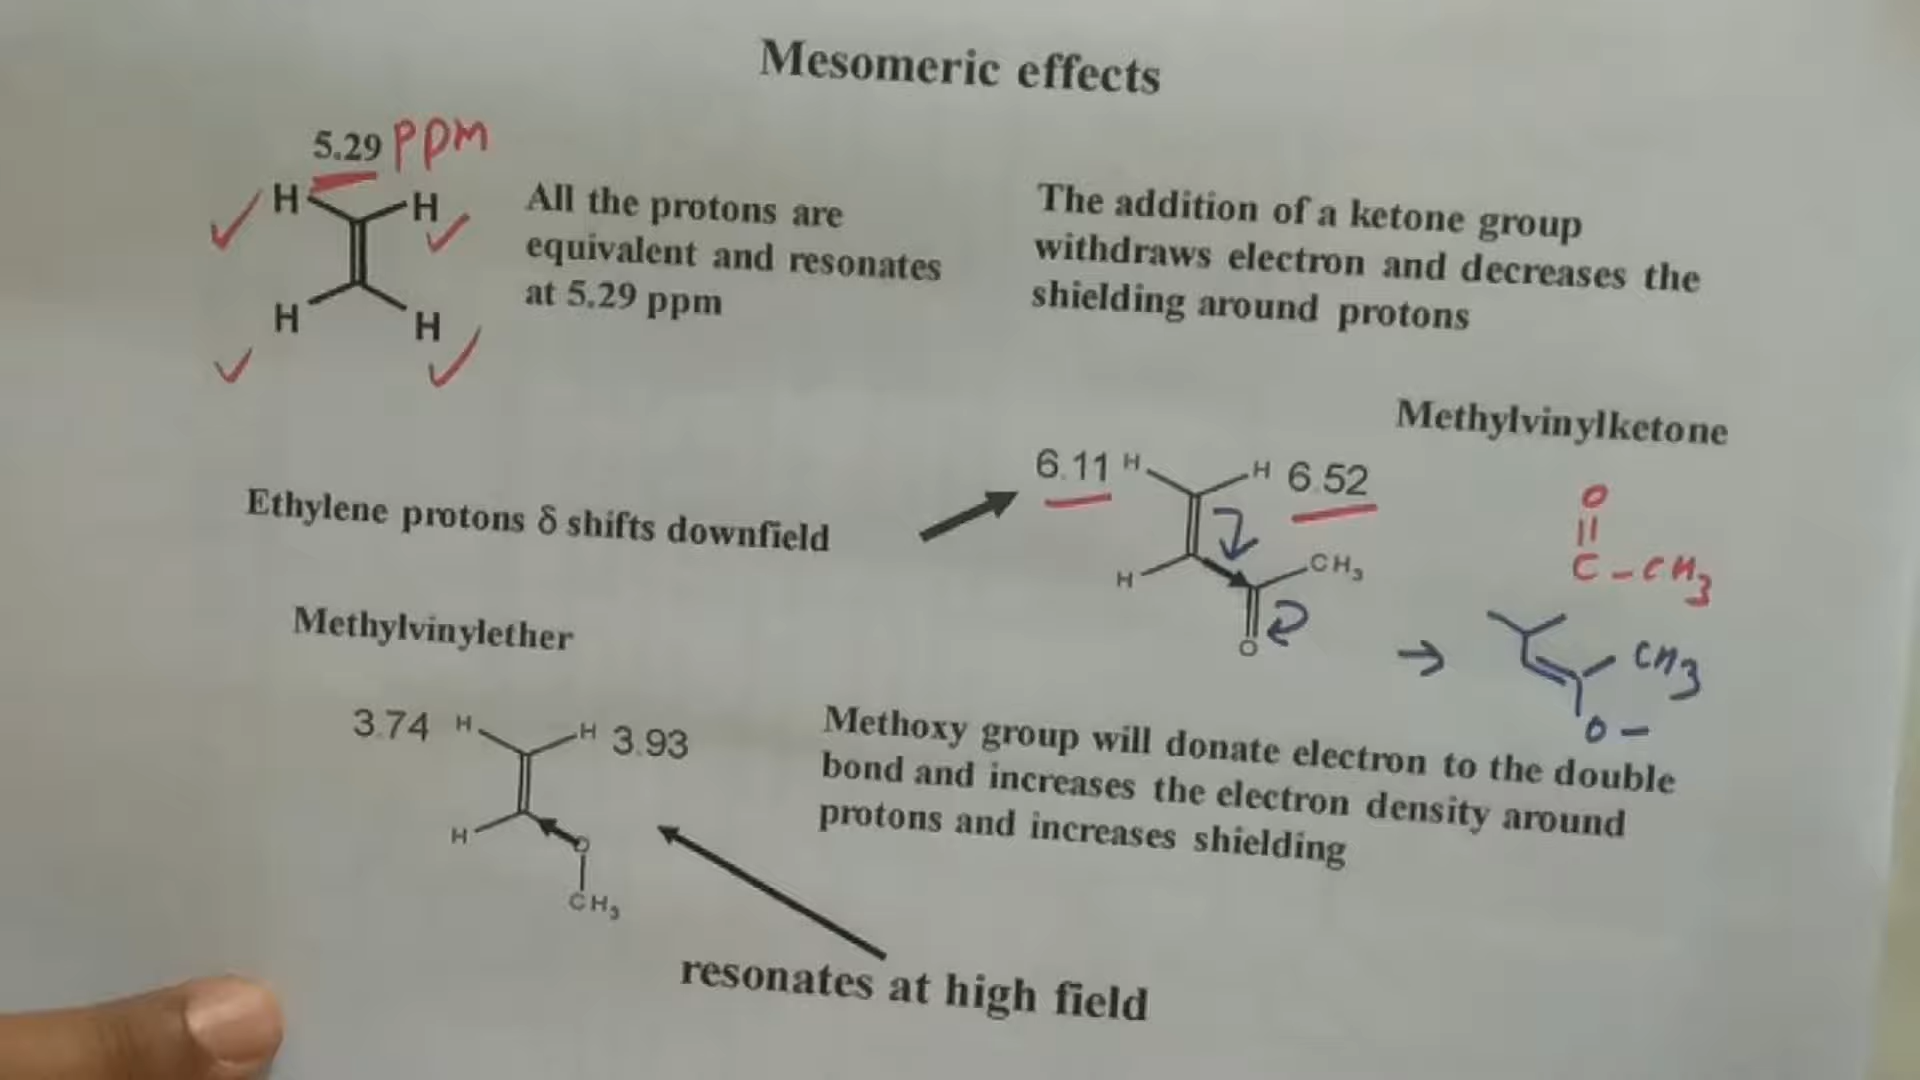 Mesomeric effects
5.29 PPM
H H
H H
All the protons are
equivalent and resonates
at 5.29 ppm
The addition of a ketone group
withdraws electron and decreases the
shielding around protons
Methylvinylketone
6.11 H H 6.52
H CH3
O
O
C - CH3
CH3
O -
Ethylene protons δ shifts downfield
Methylvinylether
3.74 H H 3.93
H O
CH3
Methoxy group will donate electron to the double
bond and increases the electron density around
protons and increases shielding
resonates at high field